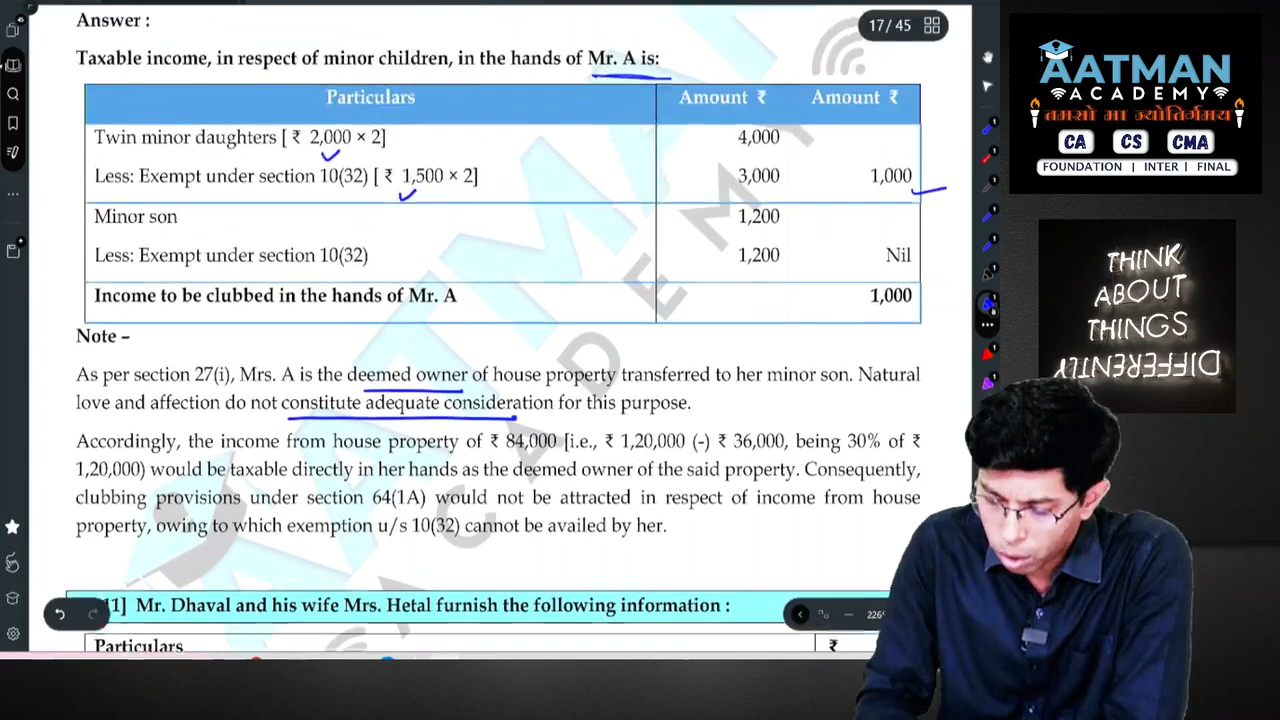 Answer :
17 / 45
Taxable income, in respect of minor children, in the hands of Mr. A is:
Particulars Amount ₹ Amount ₹
Twin minor daughters [ ₹ 2,000 × 2] 4,000
Less: Exempt under section 10(32) [ ₹ 1,500 × 2] 3,000 1,000
Minor son 1,200
Less: Exempt under section 10(32) 1,200 Nil
Income to be clubbed in the hands of Mr. A 1,000
Note –
As per section 27(i), Mrs. A is the deemed owner of house property transferred to her minor son. Natural
love and affection do not constitute adequate consideration for this purpose.
Accordingly, the income from house property of ₹ 84,000 [i.e., ₹ 1,20,000 (-) ₹ 36,000, being 30% of ₹
1,20,000) would be taxable directly in her hands as the deemed owner of the said property. Consequently,
clubbing provisions under section 64(1A) would not be attracted in respect of income from house
property, owing to which exemption u/s 10(32) cannot be availed by her.
11] Mr. Dhaval and his wife Mrs. Hetal furnish the following information :
Particulars ₹
AATMAN
ACADEMY
तमसो मा ज्योतिर्गमय
CA CS CMA
FOUNDATION | INTER | FINAL
THINK
ABOUT
THINGS
DIFFERENTLY
AATMAN
ACADEMY